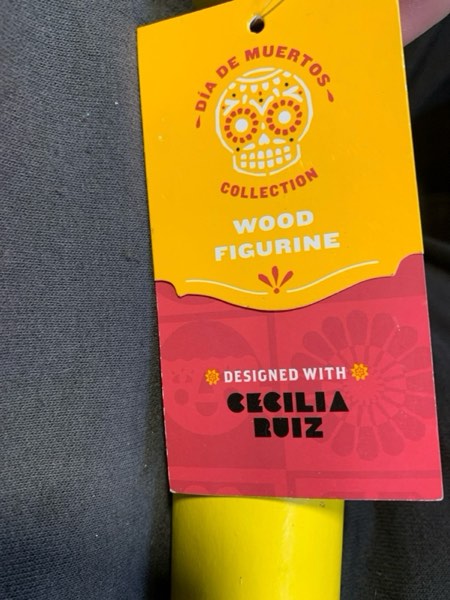 DÍA DE MUERTOS
COLLECTION
WOOD
FIGURINE
DESIGNED WITH
CECILIA
RUIZ